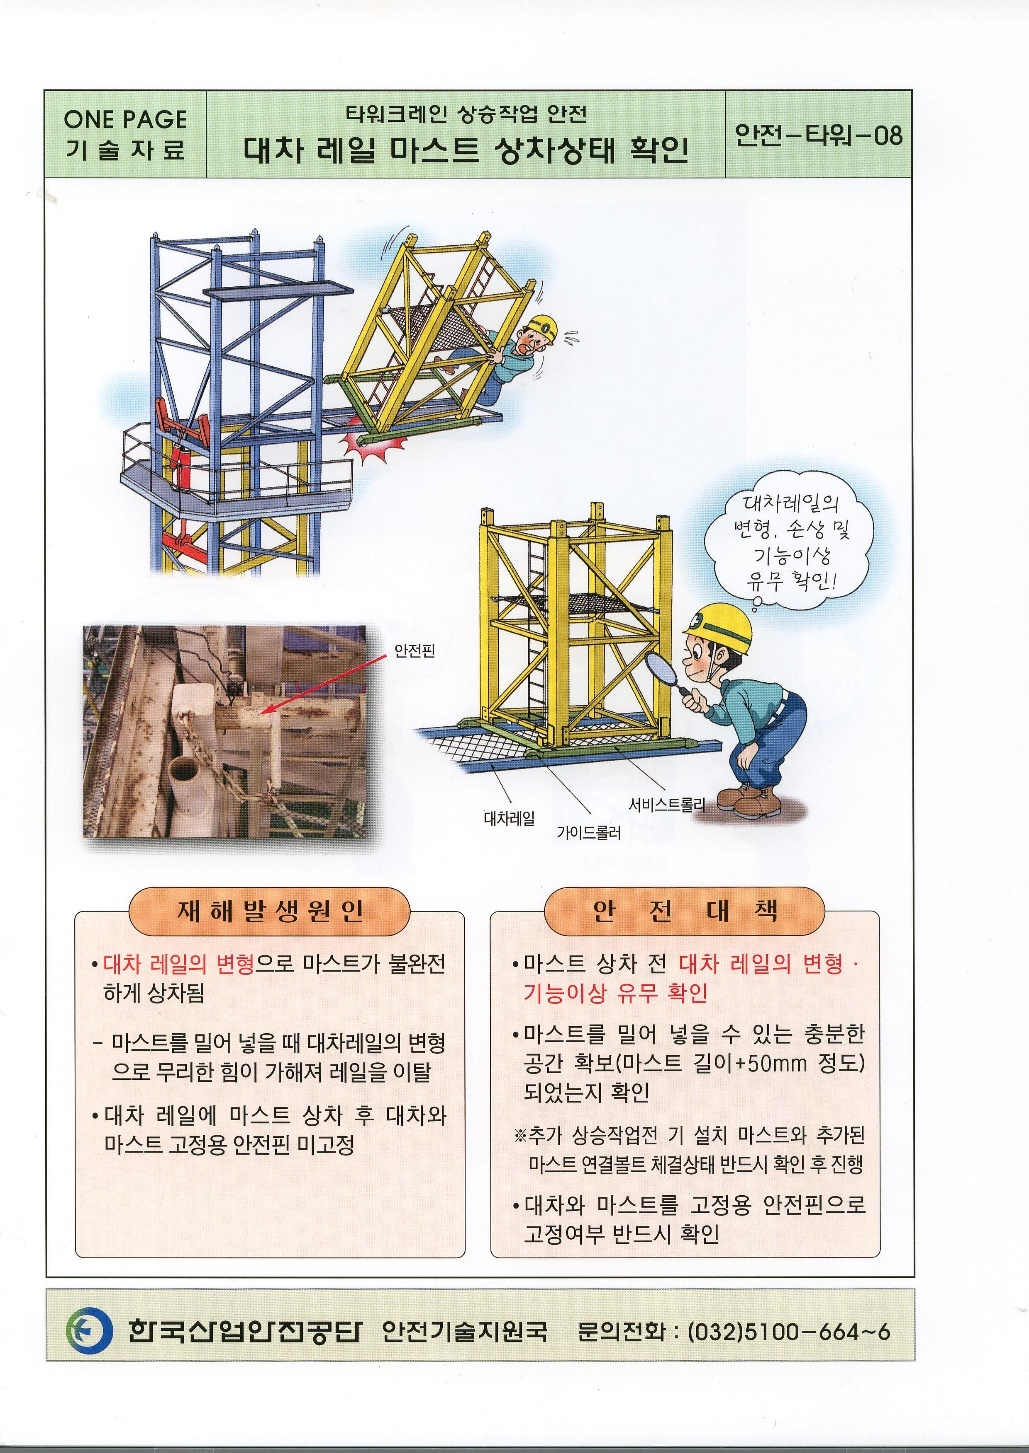 ONE PAGE
기 술 자 료
타워크레인 상승작업 안전
대차 레일 마스트 상차상태 확인
안전-타워-08
대차레일의
변형, 손상 및
기능이상
유무 확인!
안전핀
서비스트롤리
대차레일
가이드롤러
재 해 발 생 원 인
•대차 레일의 변형으로 마스트가 불완전
하게 상차됨
- 마스트를 밀어 넣을 때 대차레일의 변형
으로 무리한 힘이 가해져 레일을 이탈
•대차 레일에 마스트 상차 후 대차와
마스트 고정용 안전핀 미고정
안 전 대 책
•마스트 상차 전 대차 레일의 변형 ·
기능이상 유무 확인
•마스트를 밀어 넣을 수 있는 충분한
공간 확보(마스트 길이+50mm 정도)
되었는지 확인
※추가 상승작업전 기 설치 마스트와 추가된
마스트 연결볼트 체결상태 반드시 확인 후 진행
•대차와 마스트를 고정용 안전핀으로
고정여부 반드시 확인
한국산업안전공단 안전기술지원국 문의전화 : (032)5100-664~6